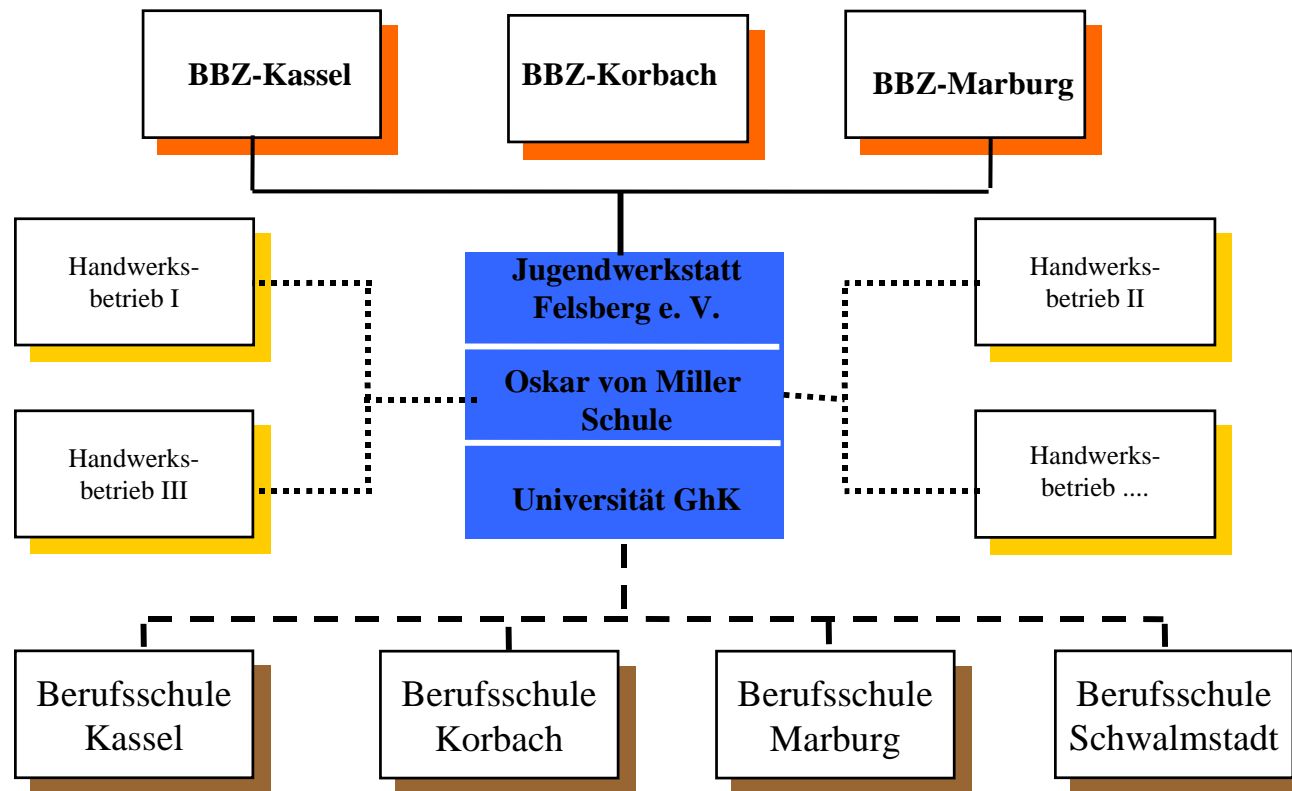 BBZ-Kassel
BBZ-Korbach
BBZ-Marburg
Handwerks-
betrieb I
Jugendwerkstatt
Felsberg e. V.
Handwerks-
betrieb II
Oskar von Miller
Schule
Handwerks-
betrieb III
Handwerks-
betrieb ....
Universität GhK
Berufsschule
Kassel
Berufsschule
Korbach
Berufsschule
Marburg
Berufsschule
Schwalmstadt